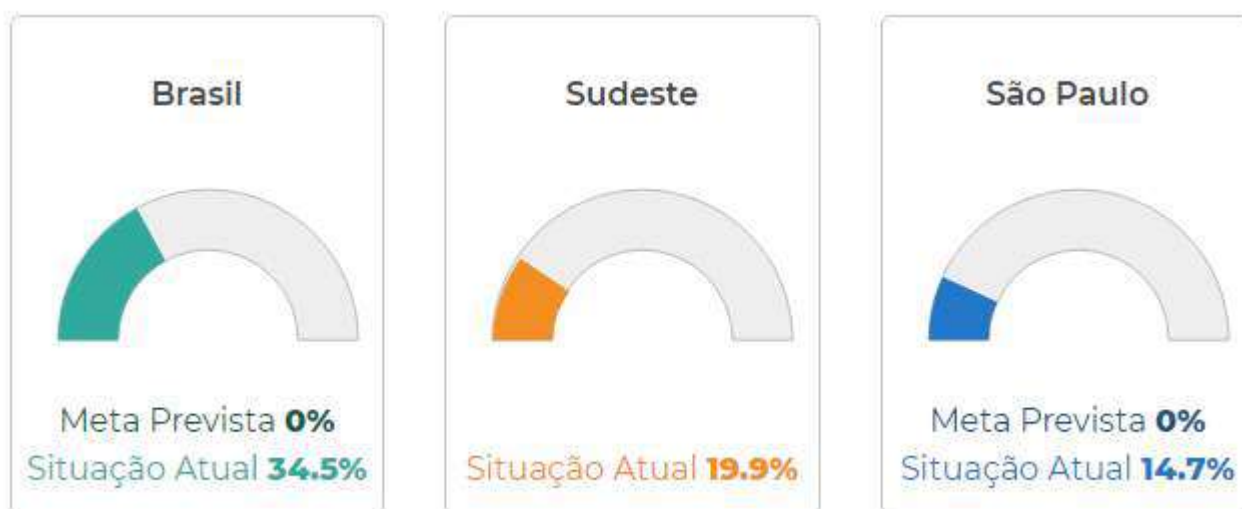 Brasil
Meta Prevista 0%
Situação Atual 34.5%
Sudeste
Situação Atual 19.9%
São Paulo
Meta Prevista 0%
Situação Atual 14.7%